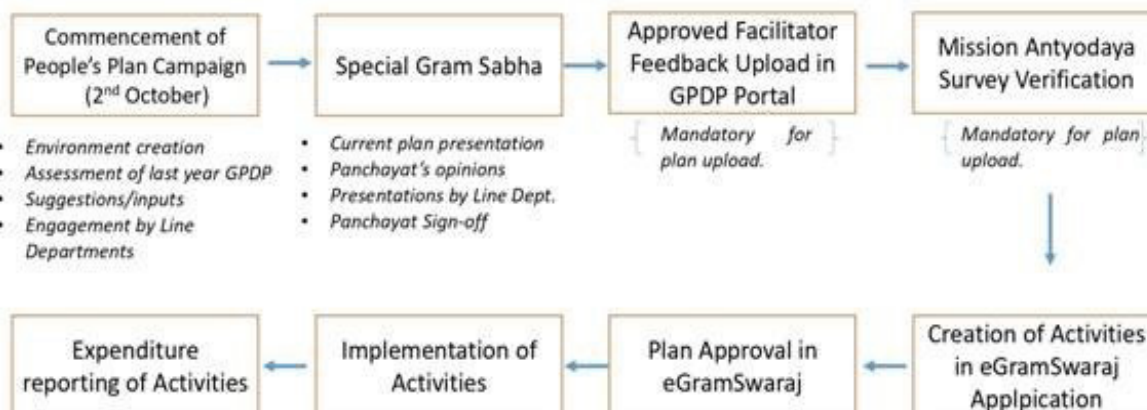 Commencement of
People's Plan Campaign
(2nd October)
Special Gram Sabha
Approved Facilitator
Feedback Upload in
GPDP Portal
Mission Antyodaya
Survey Verification
• Environment creation
• Assessment of last year GPDP
• Suggestions/inputs
• Engagement by Line
Departments
• Current plan presentation
• Panchayat's opinions
• Presentations by Line Dept.
• Panchayat Sign-off
Mandatory for
plan upload.
Mandatory for plan
upload.
Expenditure
reporting of Activities
Implementation of
Activities
Plan Approval in
eGramSwaraj
Creation of Activities
in eGramSwaraj
Applpication